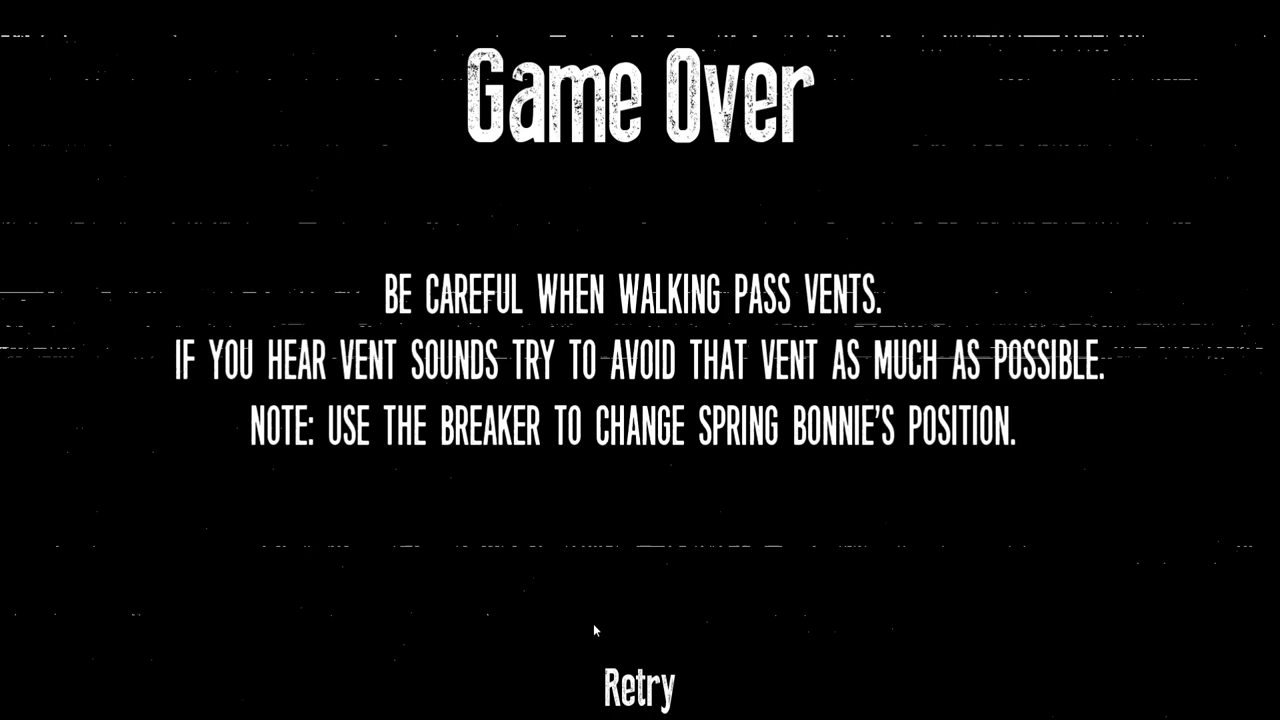 Game Over
BE CAREFUL WHEN WALKING PASS VENTS.
IF YOU HEAR VENT SOUNDS TRY TO AVOID THAT VENT AS MUCH AS POSSIBLE.
NOTE: USE THE BREAKER TO CHANGE SPRING BONNIE'S POSITION.
Retry